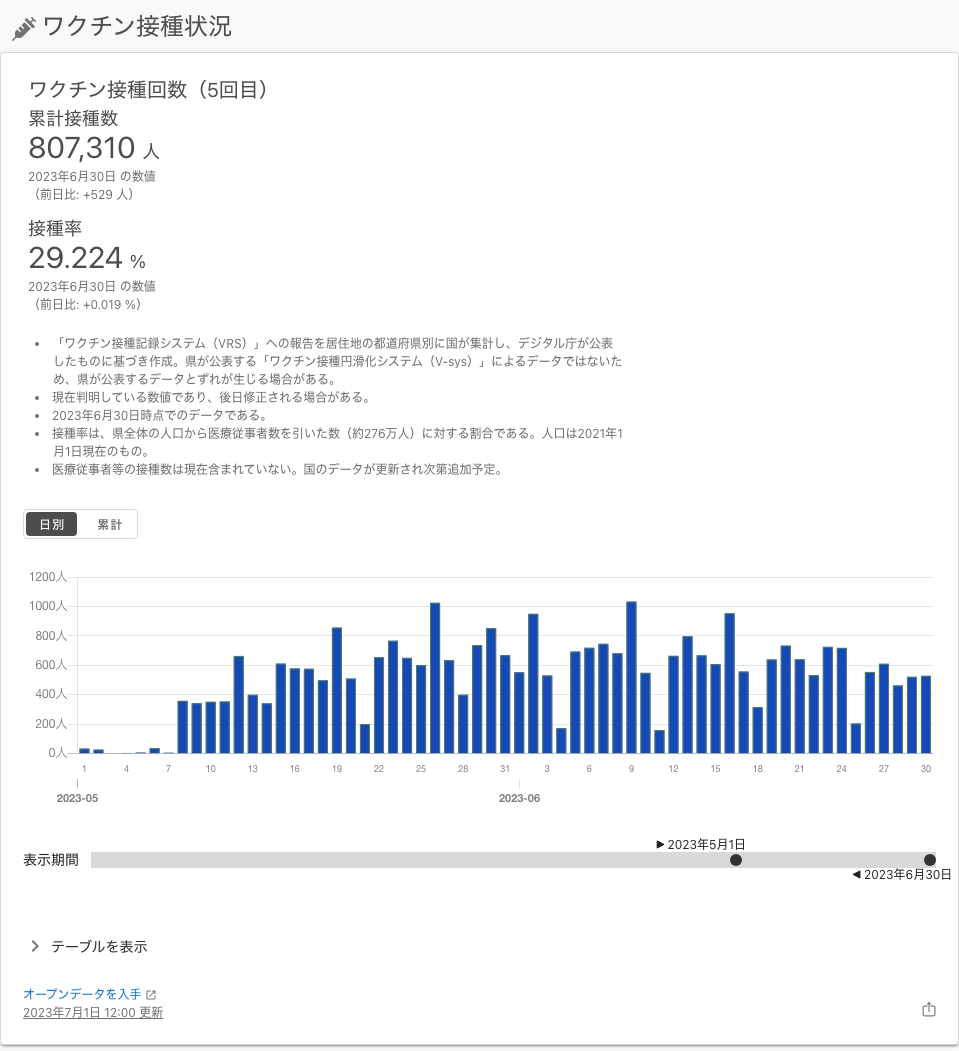 ワクチン接種状況
ワクチン接種回数（5回目）
累計接種数
807,310 人
2023年6月30日 の数値
（前日比: +529 人）
接種率
29.224 %
2023年6月30日 の数値
（前日比: +0.019 %）
• 「ワクチン接種記録システム（VRS）」への報告を居住地の都道府県別に国が集計し、デジタル庁が公表
したものに基づき作成。県が公表する「ワクチン接種円滑化システム（V-sys）」によるデータではないた
め、県が公表するデータとずれが生じる場合がある。
• 現在判明している数値であり、後日修正される場合がある。
• 2023年6月30日時点でのデータである。
• 接種率は、県全体の人口から医療従事者数を引いた数（約276万人）に対する割合である。人口は2021年1
月1日現在のもの。
• 医療従事者等の接種数は現在含まれていない。国のデータが更新され次第追加予定。
日別 累計
1200人
1000人
800人
600人
400人
200人
0人
1 4 7 10 13 16 19 22 25 28 31 3 6 9 12 15 18 21 24 27 30
2023-05 2023-06
▶ 2023年5月1日
表示期間
◀ 2023年6月30日
テーブルを表示
オープンデータを入手
2023年7月1日 12:00 更新